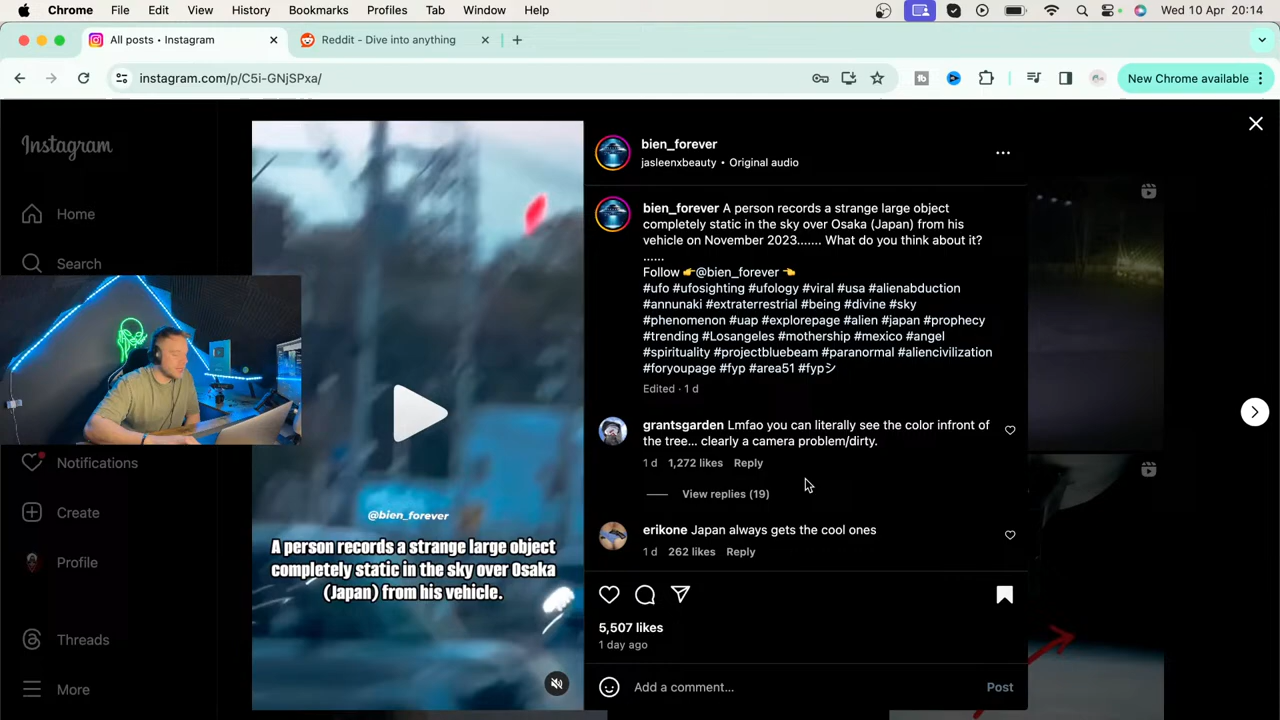 Chrome File Edit View History Bookmarks Profiles Tab Window Help Wed 10 Apr 20:14
All posts • Instagram Reddit - Dive into anything
instagram.com/p/C5i-GNjSPxa/ New Chrome available
Instagram
Home
Search
Notifications
Create
Profile
Threads
More
@bien_forever
A person records a strange large object
completely static in the sky over Osaka
(Japan) from his vehicle.
bien_forever
jasleenxbeauty • Original audio
bien_forever A person records a strange large object
completely static in the sky over Osaka (Japan) from his
vehicle on November 2023....... What do you think about it?
......
Follow 👉@bien_forever 👈
#ufo #ufosighting #ufology #viral #usa #alienabduction
#annunaki #extraterrestrial #being #divine #sky
#phenomenon #uap #explorepage #alien #japan #prophecy
#trending #Losangeles #mothership #mexico #angel
#spirituality #projectbluebeam #paranormal #aliencivilization
#foryoupage #fyp #area51 #fypシ
Edited · 1 d
grantsgarden Lmfao you can literally see the color infront of
the tree... clearly a camera problem/dirty.
1 d 1,272 likes Reply
View replies (19)
erikone Japan always gets the cool ones
1 d 262 likes Reply
5,507 likes
1 day ago
Add a comment... Post